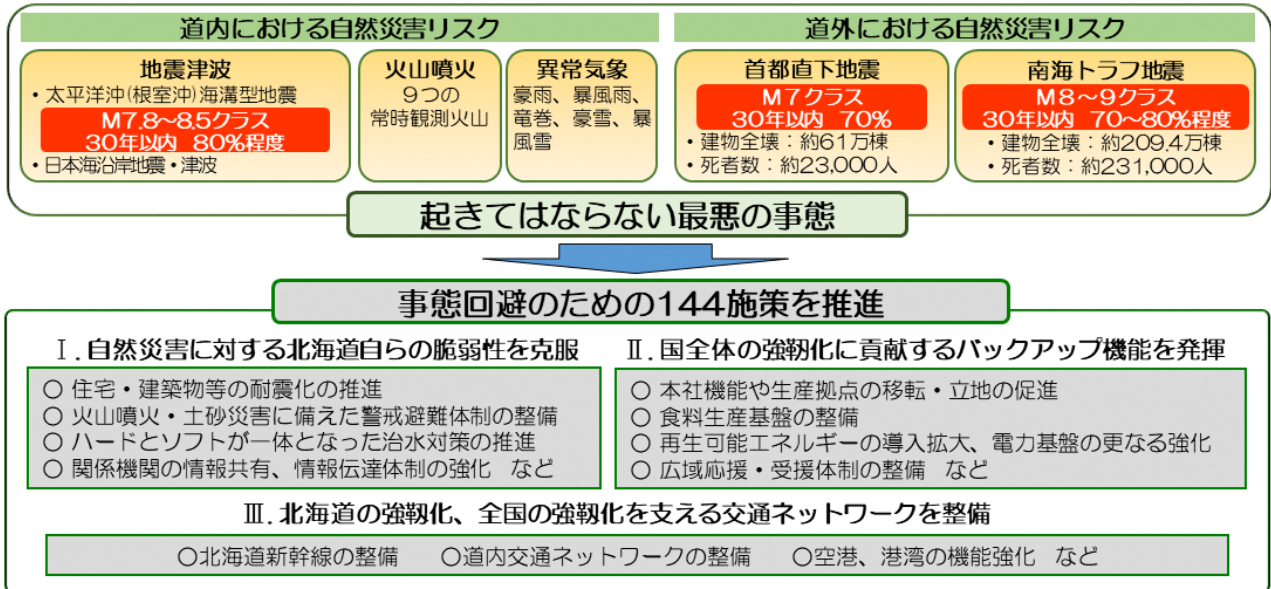 道内における自然災害リスク
地震津波
・太平洋沖(根室沖)海溝型地震
M7.8～8.5クラス
30年以内 80%程度
・日本海沿岸地震・津波
火山噴火
9つの
常時観測火山
異常気象
豪雨、暴風雨、
竜巻、豪雪、暴
風雪
道外における自然災害リスク
首都直下地震
M7クラス
30年以内 70%
・建物全壊：約61万棟
・死者数：約23,000人
南海トラフ地震
M8～9クラス
30年以内 70～80%程度
・建物全壊：約209.4万棟
・死者数：約231,000人
起きてはならない最悪の事態
事態回避のための144施策を推進
Ⅰ.自然災害に対する北海道自らの脆弱性を克服
○ 住宅・建築物等の耐震化の推進
○ 火山噴火・土砂災害に備えた警戒避難体制の整備
○ ハードとソフトが一体となった治水対策の推進
○ 関係機関の情報共有、情報伝達体制の強化 など
Ⅱ.国全体の強靱化に貢献するバックアップ機能を発揮
○ 本社機能や生産拠点の移転・立地の促進
○ 食料生産基盤の整備
○ 再生可能エネルギーの導入拡大、電力基盤の更なる強化
○ 広域応援・受援体制の整備 など
Ⅲ.北海道の強靱化、全国の強靱化を支える交通ネットワークを整備
○北海道新幹線の整備 ○道内交通ネットワークの整備 ○空港、港湾の機能強化 など